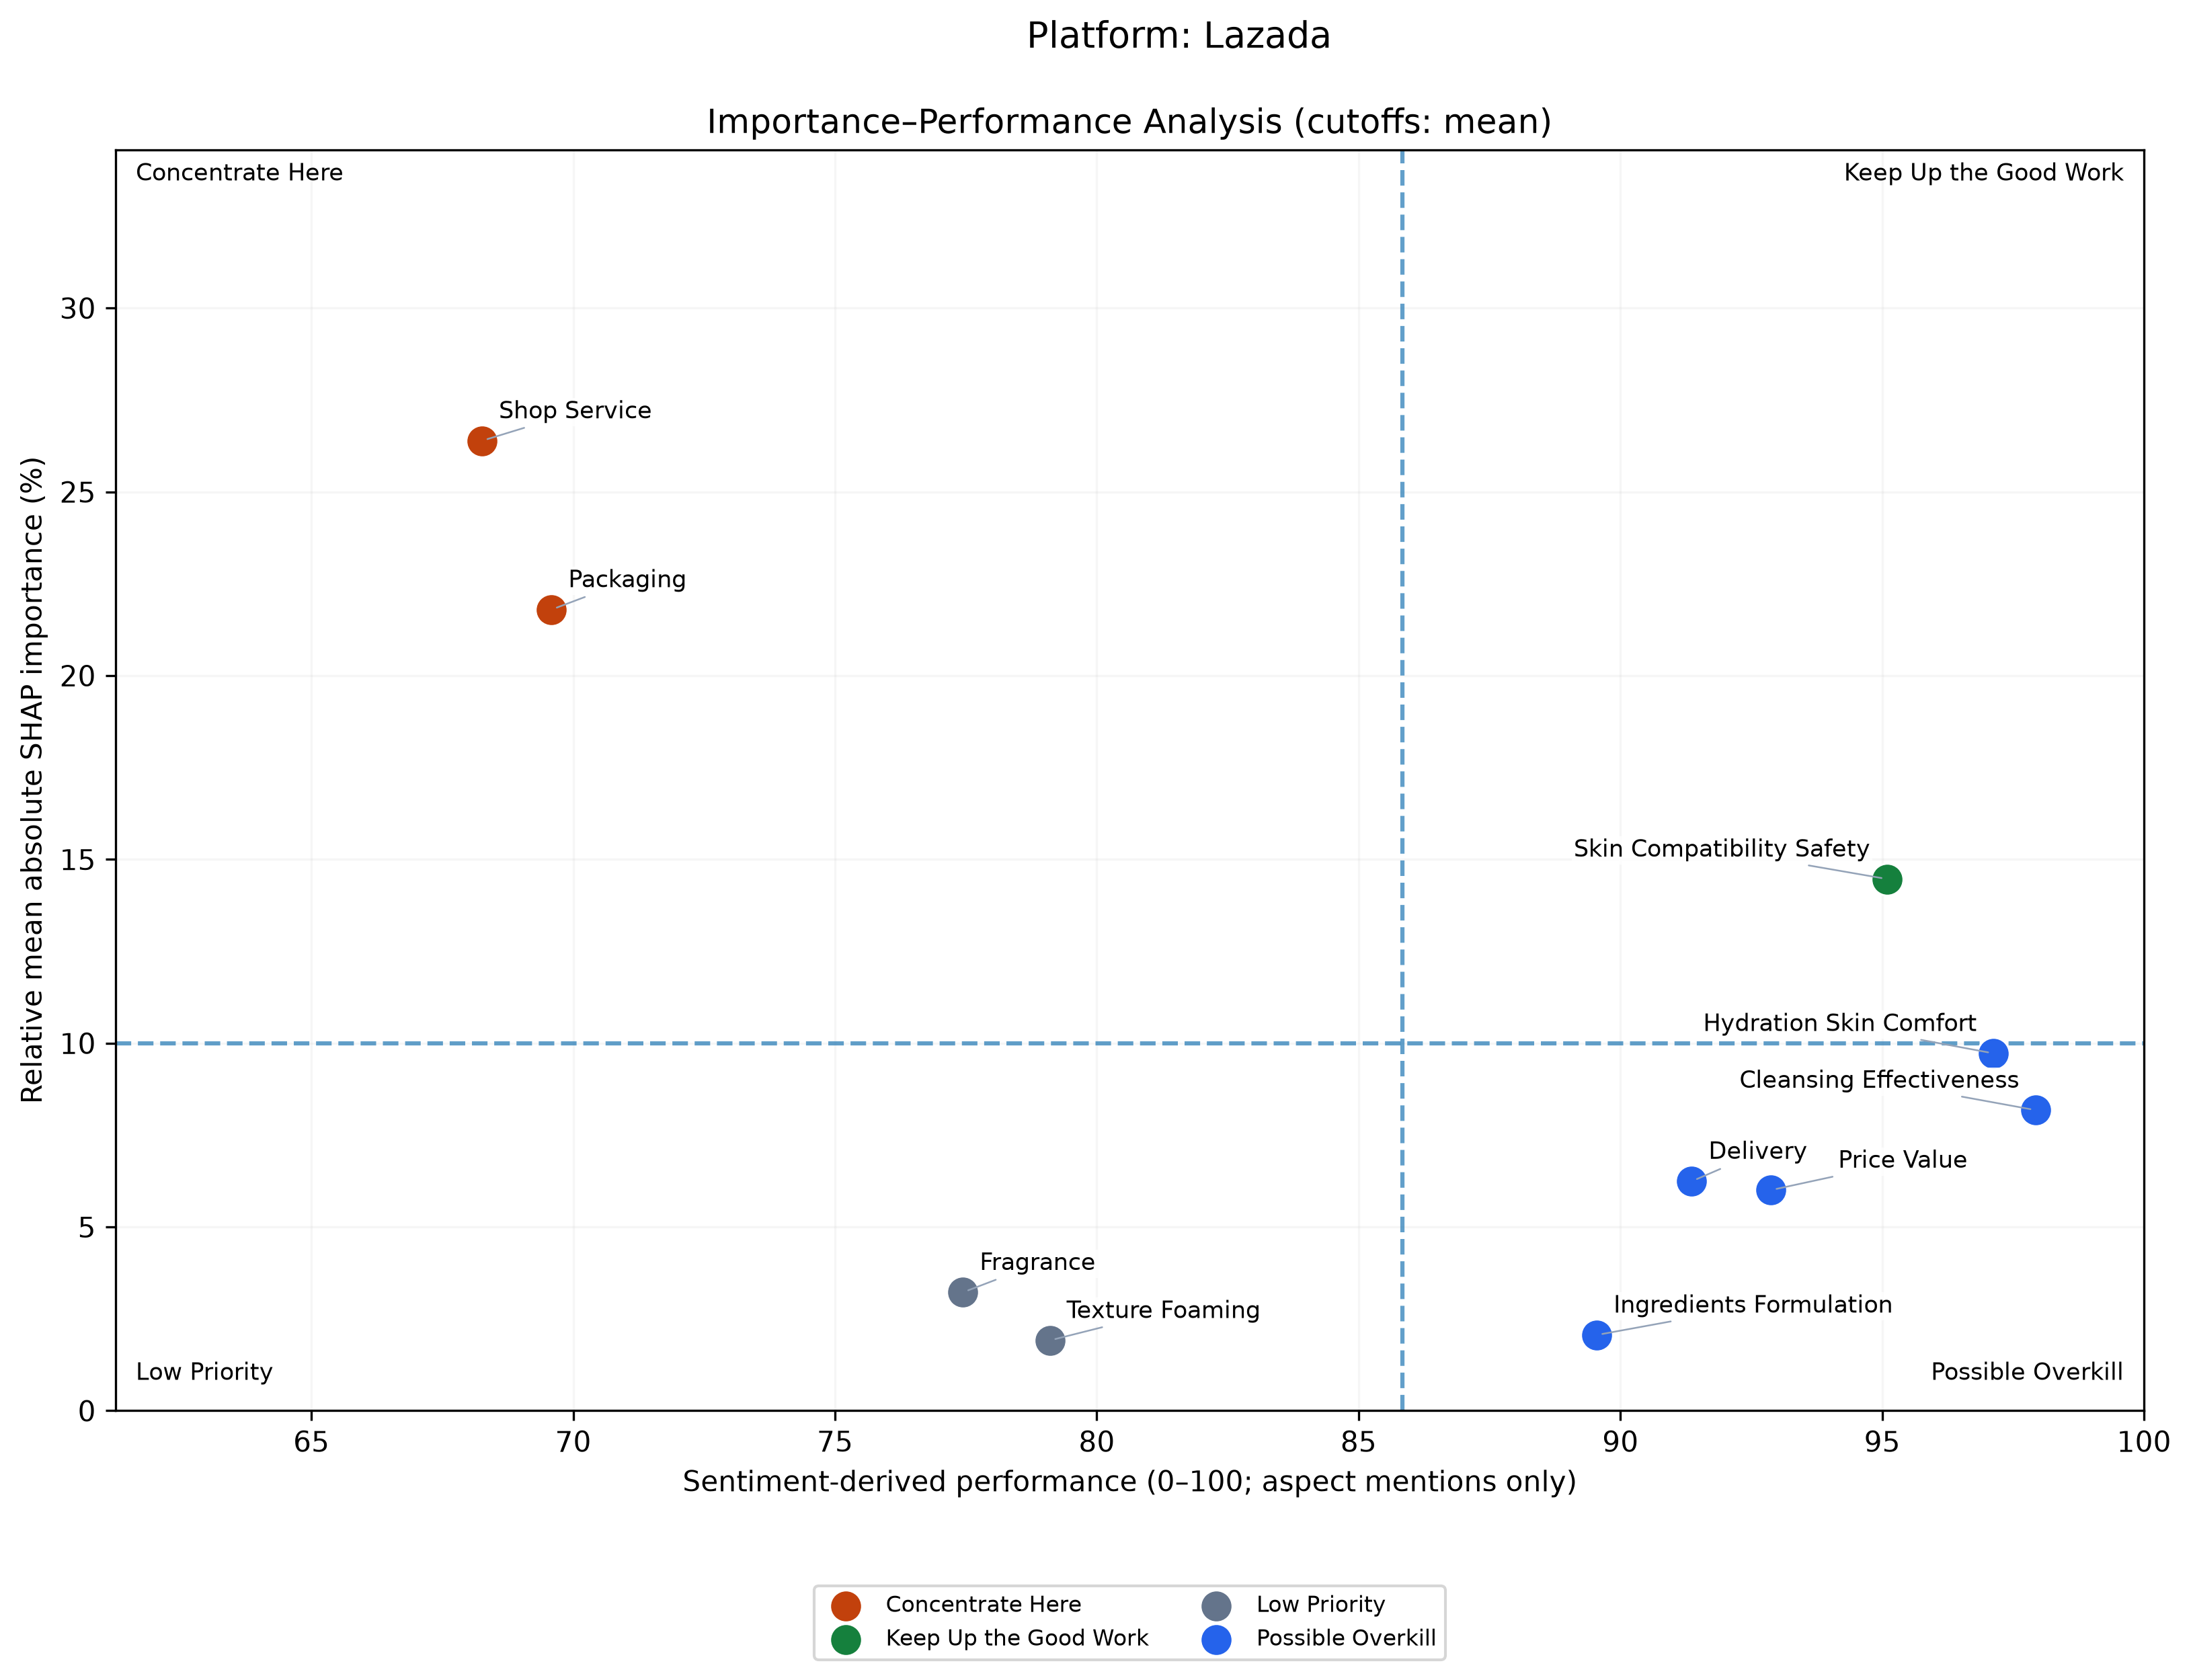 Platform: Lazada
Importance–Performance Analysis (cutoffs: mean)
Concentrate Here
Keep Up the Good Work
Relative mean absolute SHAP importance (%)
30
25
20
15
10
5
0
Shop Service
Packaging
Skin Compatibility Safety
Hydration Skin Comfort
Cleansing Effectiveness
Delivery
Price Value
Fragrance
Texture Foaming
Ingredients Formulation
Low Priority
Possible Overkill
65
70
75
80
85
90
95
100
Sentiment-derived performance (0–100; aspect mentions only)
Concentrate Here
Keep Up the Good Work
Low Priority
Possible Overkill